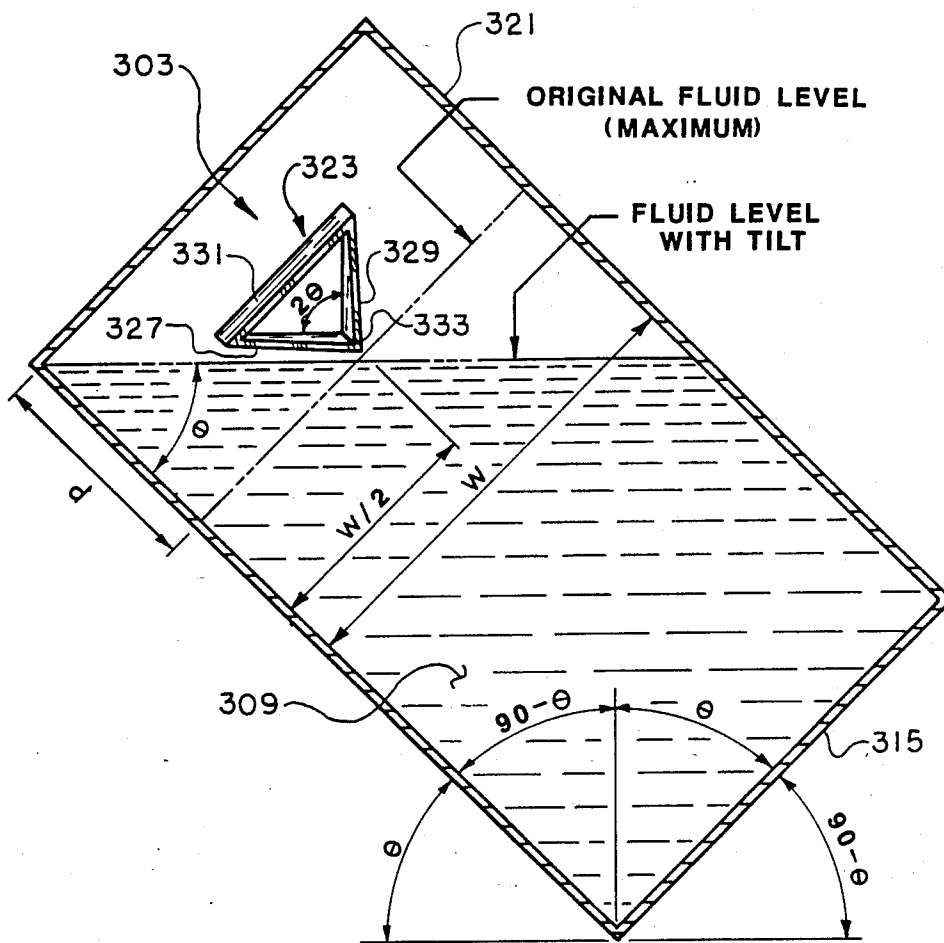 321
303
ORIGINAL FLUID LEVEL
(MAXIMUM)
323
FLUID LEVEL
WITH TILT
331
329
2θ
333
327
θ
d
W/2
W
309
90-θ
θ
315
θ
90-θ